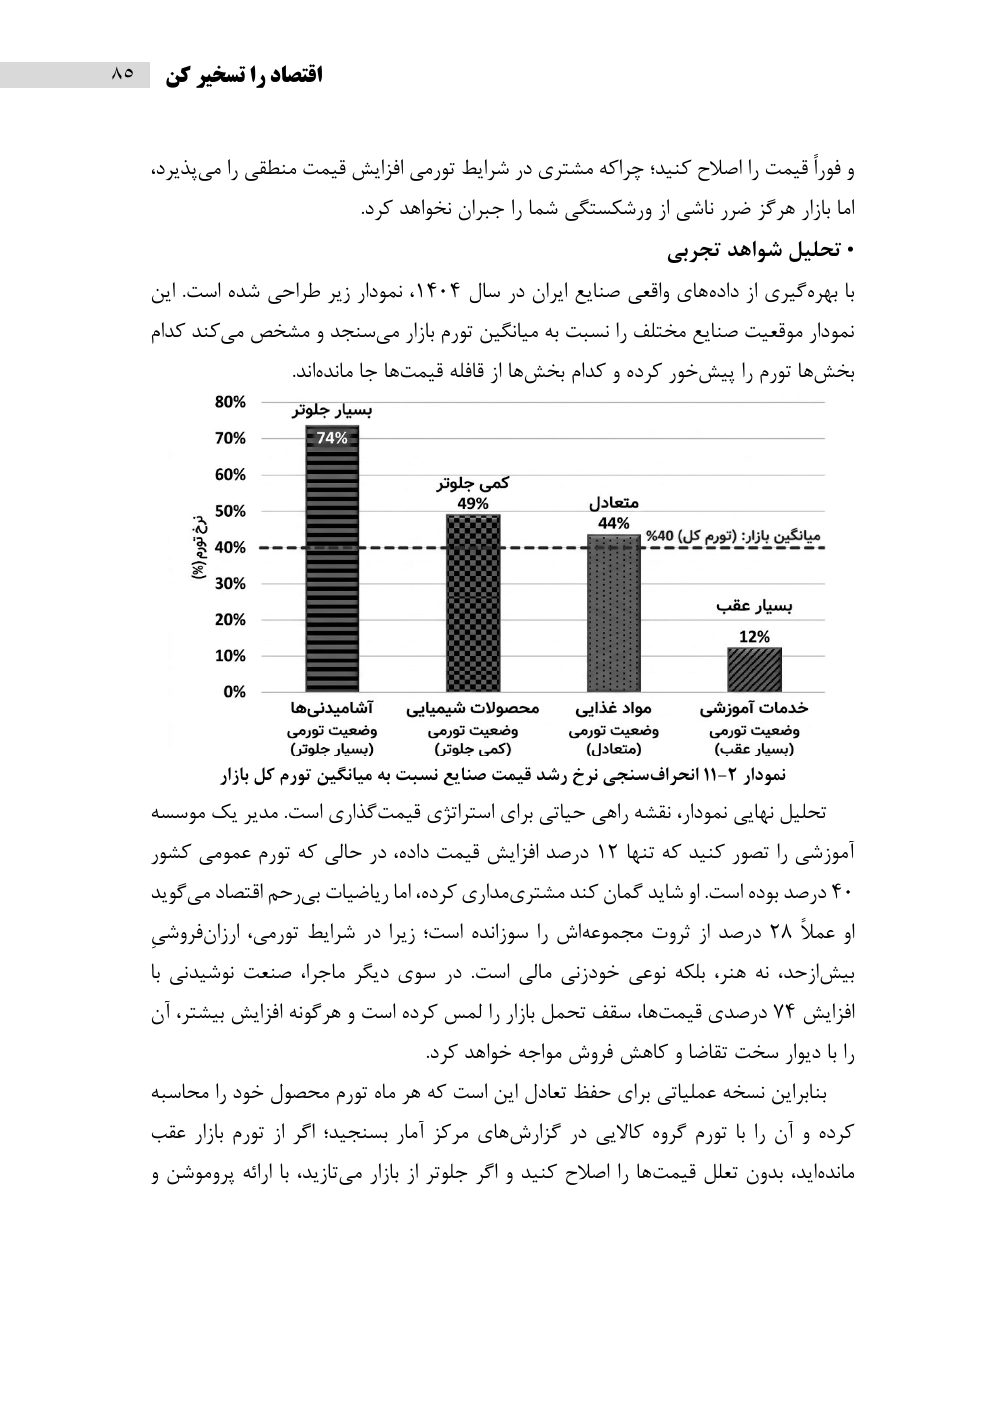 اقتصاد را تسخیر کن ۸۵
و فوراً قیمت را اصلاح کنید؛ چراکه مشتری در شرایط تورمی افزایش قیمت منطقی را می‌پذیرد،
اما بازار هرگز ضرر ناشی از ورشکستگی شما را جبران نخواهد کرد.
• تحلیل شواهد تجربی
با بهره‌گیری از داده‌های واقعی صنایع ایران در سال ۱۴۰۴، نمودار زیر طراحی شده است. این
نمودار موقعیت صنایع مختلف را نسبت به میانگین تورم بازار می‌سنجد و مشخص می‌کند کدام
بخش‌ها تورم را پیش‌خور کرده و کدام بخش‌ها از قافله قیمت‌ها جا مانده‌اند.
نرخ تورم (%)
80%
70%
60%
50%
40%
30%
20%
10%
0%
بسیار جلوتر
74%
کمی جلوتر
49%
متعادل
44%
میانگین بازار: (تورم کل) 40%
بسیار عقب
12%
آشامیدنی‌ها
وضعیت تورمی
(بسیار جلوتر)
محصولات شیمیایی
وضعیت تورمی
(کمی جلوتر)
مواد غذایی
وضعیت تورمی
(متعادل)
خدمات آموزشی
وضعیت تورمی
(بسیار عقب)
نمودار ۲-۱۱ انحراف‌سنجی نرخ رشد قیمت صنایع نسبت به میانگین تورم کل بازار
تحلیل نهایی نمودار، نقشه راهی حیاتی برای استراتژی قیمت‌گذاری است. مدیر یک موسسه
آموزشی را تصور کنید که تنها ۱۲ درصد افزایش قیمت داده، در حالی که تورم عمومی کشور
۴۰ درصد بوده است. او شاید گمان کند مشتری‌مداری کرده، اما ریاضیات بی‌رحم اقتصاد می‌گوید
او عملاً ۲۸ درصد از ثروت مجموعه‌اش را سوزانده است؛ زیرا در شرایط تورمی، ارزان‌فروشیِ
بیش‌ازحد، نه هنر، بلکه نوعی خودزنی مالی است. در سوی دیگر ماجرا، صنعت نوشیدنی با
افزایش ۷۴ درصدی قیمت‌ها، سقف تحمل بازار را لمس کرده است و هرگونه افزایش بیشتر، آن
را با دیوار سخت تقاضا و کاهش فروش مواجه خواهد کرد.
بنابراین نسخه عملیاتی برای حفظ تعادل این است که هر ماه تورم محصول خود را محاسبه
کرده و آن را با تورم گروه کالایی در گزارش‌های مرکز آمار بسنجید؛ اگر از تورم بازار عقب
مانده‌اید، بدون تعلل قیمت‌ها را اصلاح کنید و اگر جلوتر از بازار می‌تازید، با ارائه پروموشن و